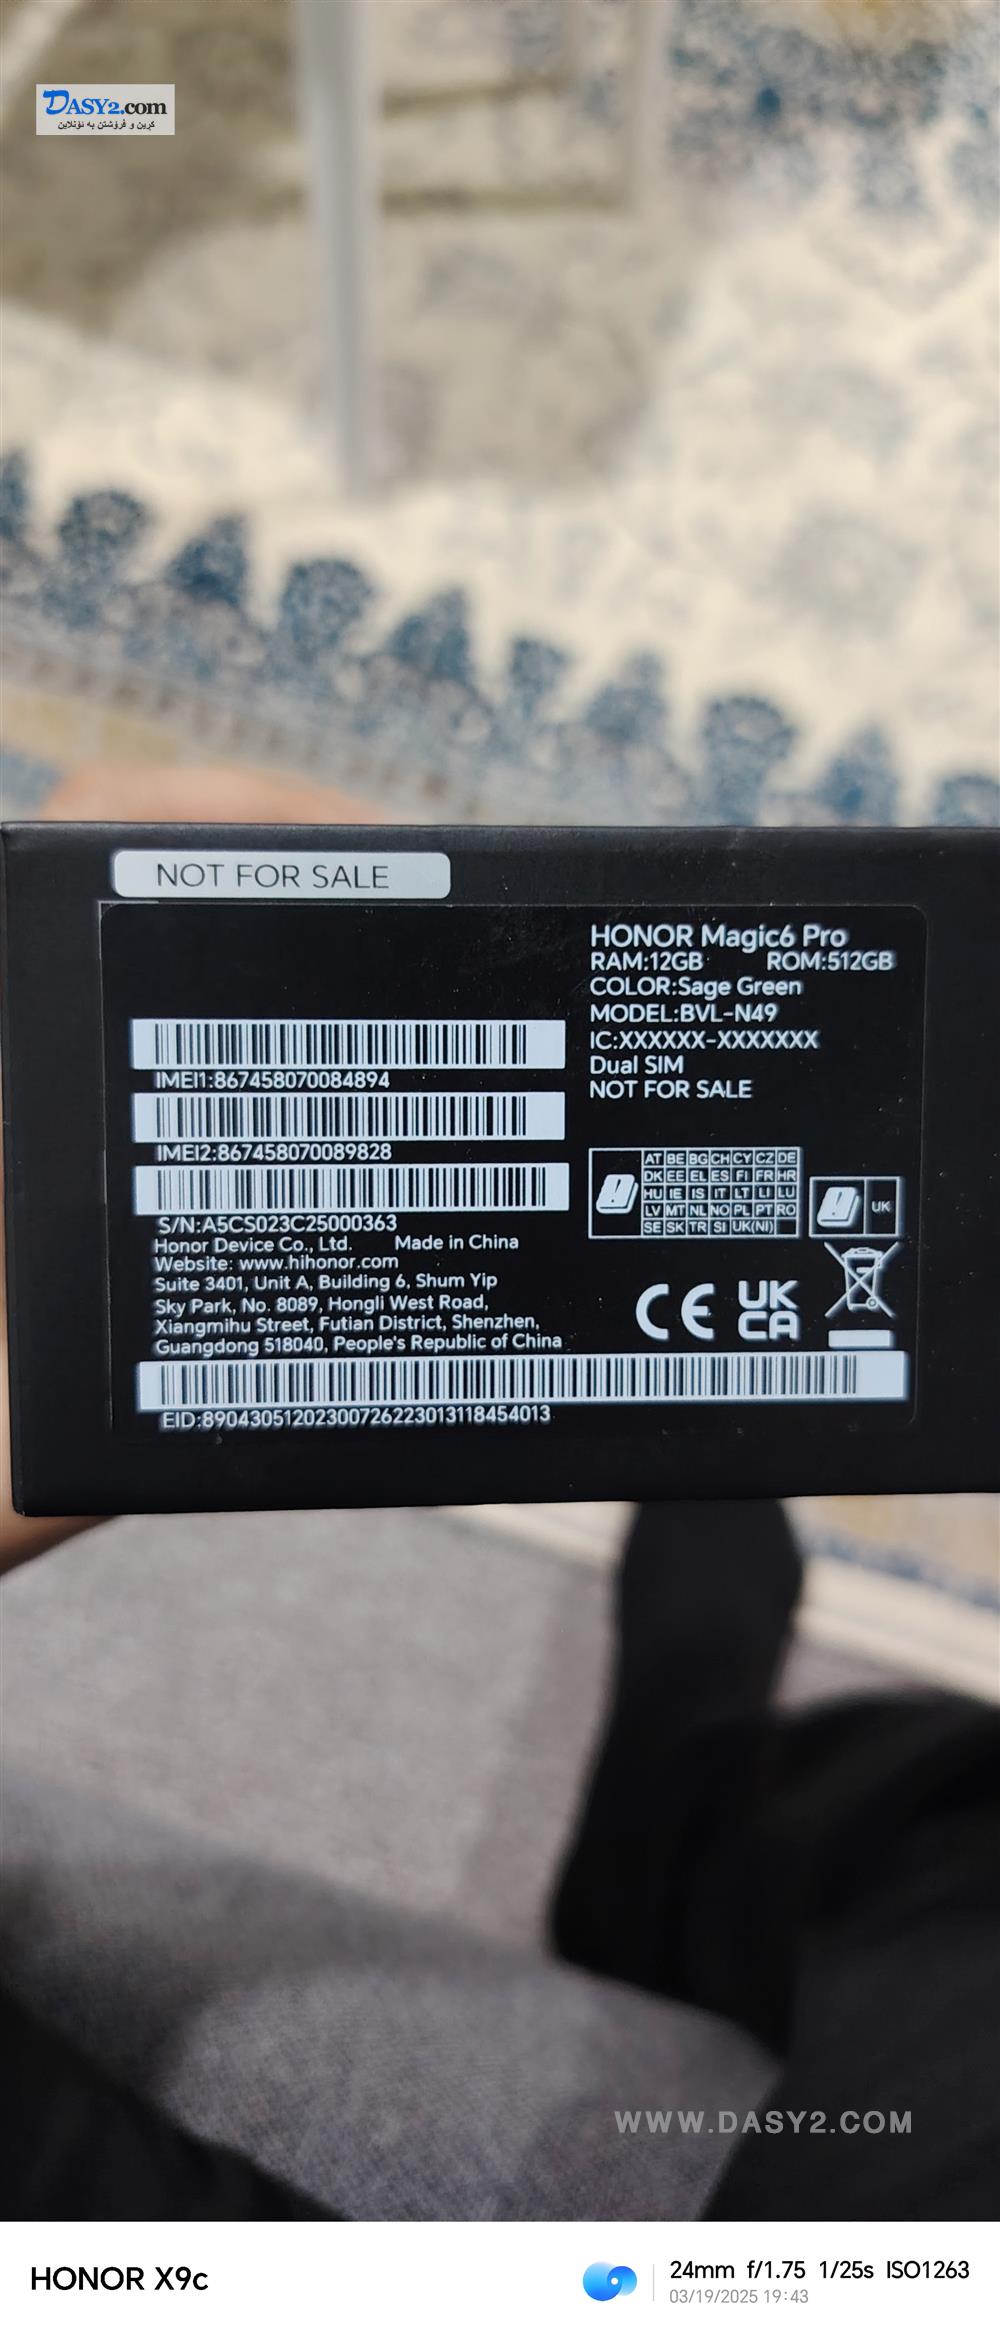 DASY2.com
کڕین و فرۆشتن بە ئۆنلاین
NOT FOR SALE
HONOR Magic6 Pro
RAM:12GB ROM:512GB
COLOR:Sage Green
MODEL:BVL-N49
IC:XXXXXX-XXXXXXX
Dual SIM
NOT FOR SALE
IMEI1:867458070084894
IMEI2:867458070089828
S/N:A5CS023C25000363
Honor Device Co., Ltd. Made in China
Website: www.hihonor.com
Suite 3401, Unit A, Building 6, Shum Yip
Sky Park, No. 8089, Hongli West Road,
Xiangmihu Street, Futian District, Shenzhen,
Guangdong 518040, People's Republic of China
AT BE BG CH CY CZ DE
DK EE EL ES FI FR HR
HU IE IS IT LT LI LU
LV MT NL NO PL PT RO
SE SK TR SI UK(NI)
UK
CE
UK
CA
EID:89043051202300726223013118454013
WWW.DASY2.COM
HONOR X9c
24mm f/1.75 1/25s ISO1263
03/19/2025 19:43